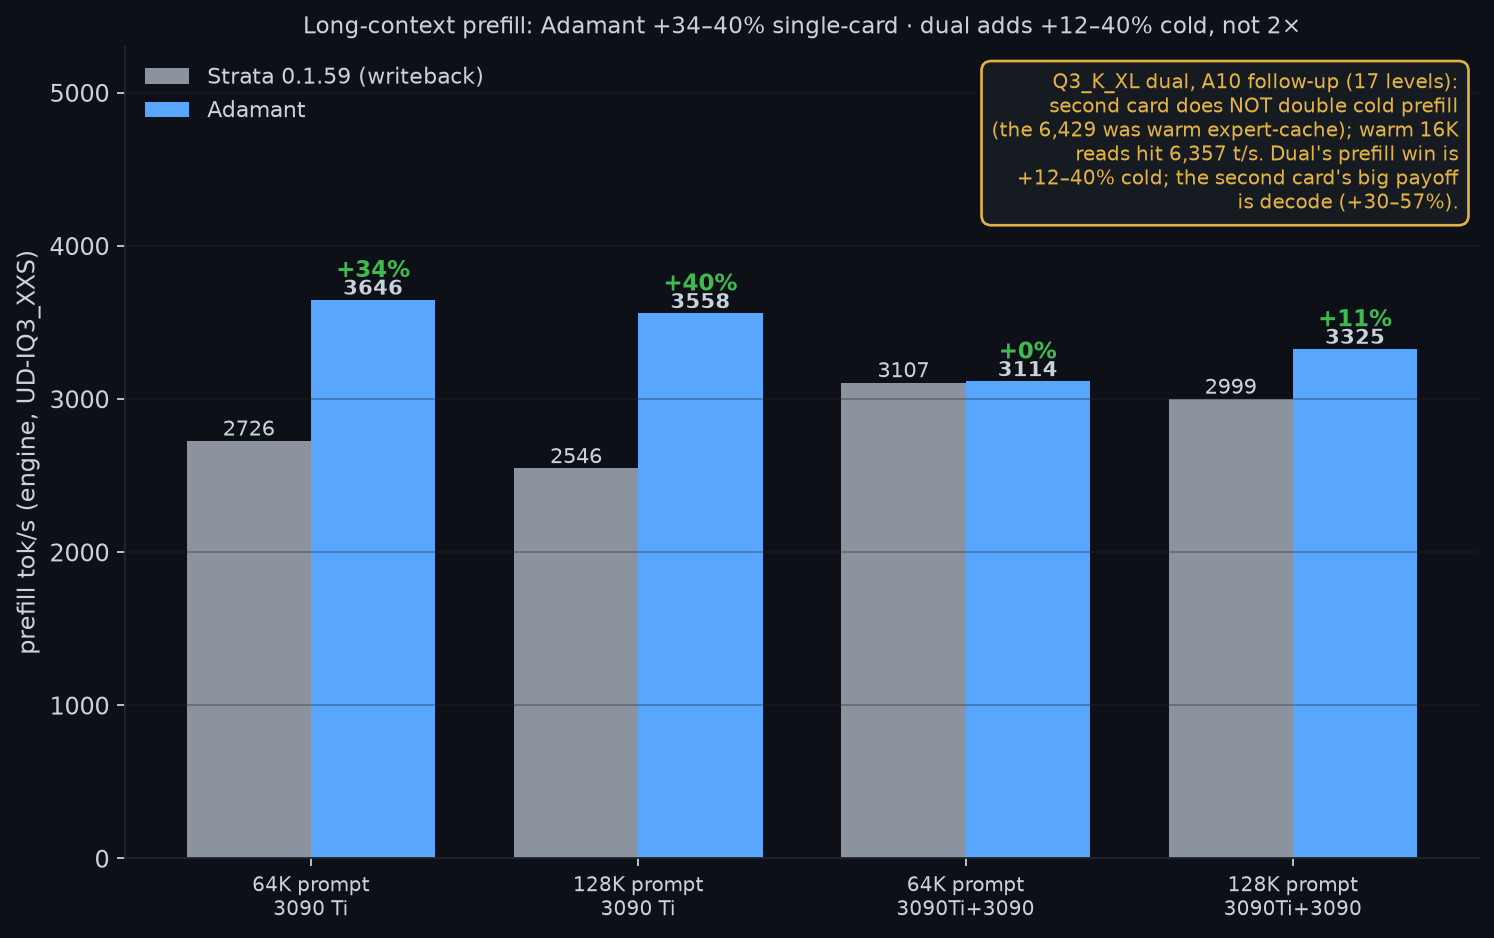 Long-context prefill: Adamant +34–40% single-card · dual adds +12–40% cold, not 2×
Strata 0.1.59 (writeback)
Adamant
Q3_K_XL dual, A10 follow-up (17 levels):
second card does NOT double cold prefill
(the 6,429 was warm expert-cache); warm 16K
reads hit 6,357 t/s. Dual's prefill win is
+12–40% cold; the second card's big payoff
is decode (+30–57%).
prefill tok/s (engine, UD-IQ3_XXS)
5000
4000
3000
2000
1000
0
2726
+34%
3646
2546
+40%
3558
3107
+0%
3114
2999
+11%
3325
64K prompt
3090 Ti
128K prompt
3090 Ti
64K prompt
3090Ti+3090
128K prompt
3090Ti+3090